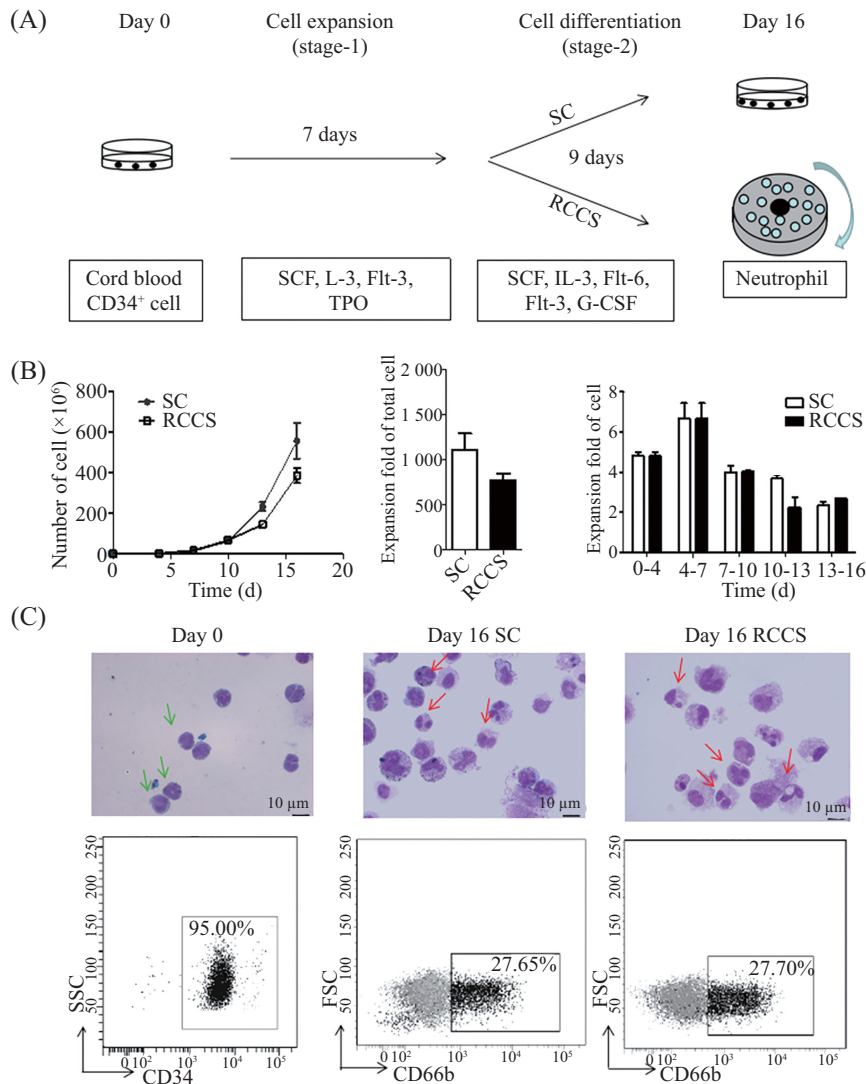 (A)
Day 0
Cell expansion
(stage-1)
Cell differentiation
(stage-2)
Day 16
7 days
SC
9 days
RCCS
Cord blood
CD34+ cell
SCF, L-3, Flt-3,
TPO
SCF, IL-3, Flt-6,
Flt-3, G-CSF
Neutrophil
(B)
Number of cell (×10⁶)
800
600
400
200
0
0 5 10 15 20
Time (d)
SC
RCCS
Expansion fold of total cell
2 000
1 500
1 000
500
0
SC
RCCS
Expansion fold of cell
8
6
4
2
0
0-4 4-7 7-10 10-13 13-16
Time (d)
SC
RCCS
(C)
Day 0
Day 16 SC
Day 16 RCCS
10 µm
10 µm
10 µm
SSC
250
200
150
100
50
95.00%
0 10² 10³ 10⁴ 10⁵
CD34
FSC
250
200
150
100
50
27.65%
0 10² 10³ 10⁴ 10⁵
CD66b
FSC
250
200
150
100
50
27.70%
0 10² 10³ 10⁴ 10⁵
CD66b